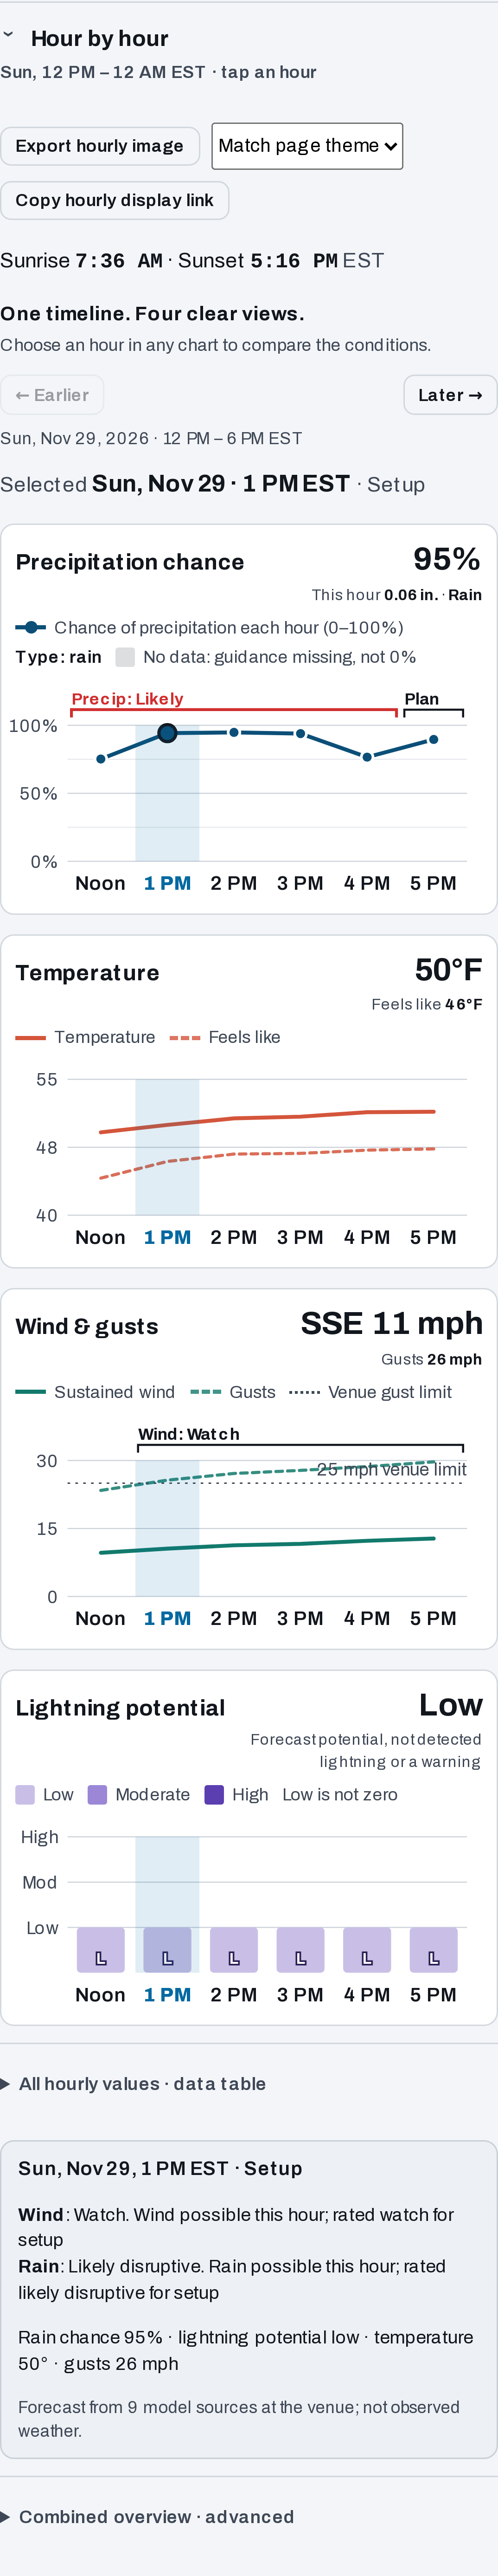 Hour by hour
Sun, 12 PM – 12 AM EST · tap an hour
Export hourly image
Match page theme
Copy hourly display link
Sunrise 7:36 AM · Sunset 5:16 PM EST
One timeline. Four clear views.
Choose an hour in any chart to compare the conditions.
← Earlier
Later →
Sun, Nov 29, 2026 · 12 PM – 6 PM EST
Selected Sun, Nov 29 · 1 PM EST · Setup
Precipitation chance
95%
This hour 0.06 in. · Rain
Chance of precipitation each hour (0–100%)
Type: rain No data: guidance missing, not 0%
Precip: Likely Plan
100%
50%
0%
Noon 1 PM 2 PM 3 PM 4 PM 5 PM
Temperature
50°F
Feels like 46°F
Temperature Feels like
55
48
40
Noon 1 PM 2 PM 3 PM 4 PM 5 PM
Wind & gusts
SSE 11 mph
Gusts 26 mph
Sustained wind Gusts Venue gust limit
Wind: Watch
30
25 mph venue limit
15
0
Noon 1 PM 2 PM 3 PM 4 PM 5 PM
Lightning potential
Low
Forecast potential, not detected
lightning or a warning
Low Moderate High Low is not zero
High
Mod
Low
L L L L L L
Noon 1 PM 2 PM 3 PM 4 PM 5 PM
All hourly values · data table
Sun, Nov 29, 1 PM EST · Setup
Wind: Watch. Wind possible this hour; rated watch for
setup
Rain: Likely disruptive. Rain possible this hour; rated
likely disruptive for setup
Rain chance 95% · lightning potential low · temperature
50° · gusts 26 mph
Forecast from 9 model sources at the venue; not observed
weather.
Combined overview · advanced